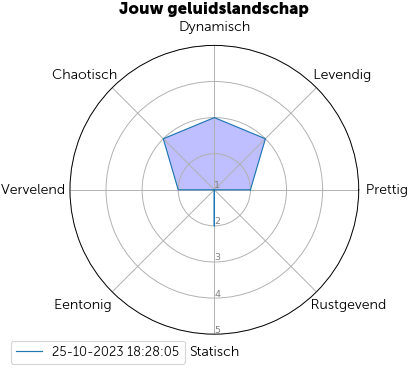 Jouw geluidslandschap
Dynamisch
Chaotisch
Levendig
Vervelend
1
Prettig
2
3
4
Eentonig
Rustgevend
5
25-10-2023 18:28:05
Statisch